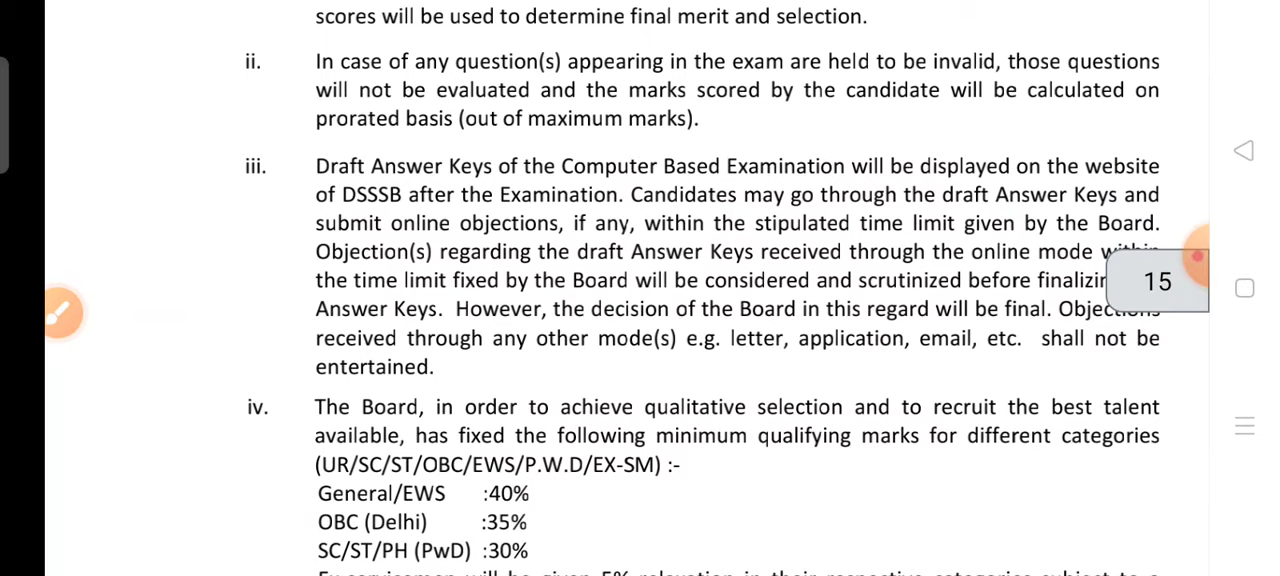 scores will be used to determine final merit and selection.
ii. In case of any question(s) appearing in the exam are held to be invalid, those questions
will not be evaluated and the marks scored by the candidate will be calculated on
prorated basis (out of maximum marks).
iii. Draft Answer Keys of the Computer Based Examination will be displayed on the website
of DSSSB after the Examination. Candidates may go through the draft Answer Keys and
submit online objections, if any, within the stipulated time limit given by the Board.
Objection(s) regarding the draft Answer Keys received through the online mode within
the time limit fixed by the Board will be considered and scrutinized before
15
Answer Keys. However, the decision of the Board in this regard will be final. Objections
received through any other mode(s) e.g. letter, application, email, etc. shall not be
entertained.
iv. The Board, in order to achieve qualitative selection and to recruit the best talent
available, has fixed the following minimum qualifying marks for different categories
(UR/SC/ST/OBC/EWS/P.W.D/EX-SM) :-
General/EWS :40%
OBC (Delhi) :35%
SC/ST/PH (PwD) :30%